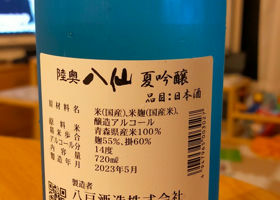 陸奥 八仙 夏吟醸
品目:日本酒
原材料名 米(国産)、米麹(国産米)、
醸造アルコール
原料米 青森県産米100%
精米歩合 麹55%、掛60%
アルコール分 14度
内容量 720㎖
製造年月 2023年5月
製造者
八戸酒造株式会社